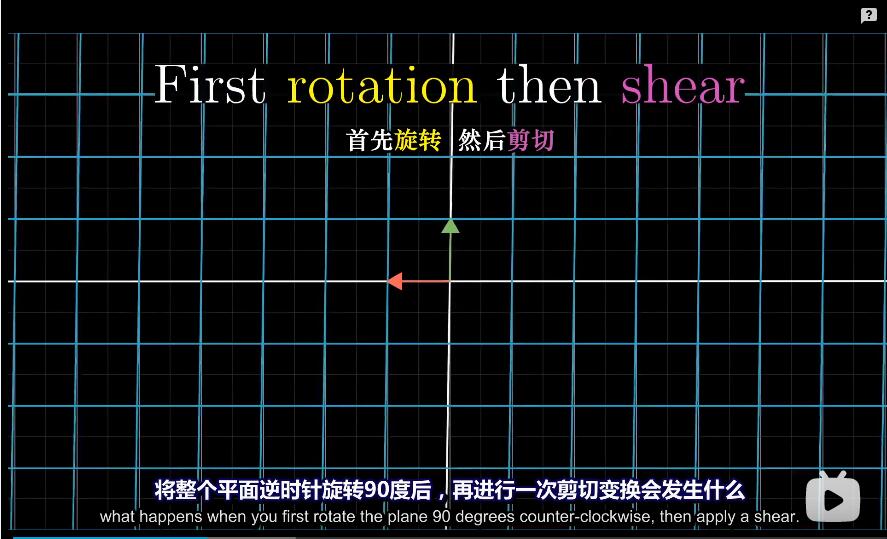 First rotation then shear
首先旋转 然后剪切
将整个平面逆时针旋转90度后，再进行一次剪切变换会发生什么
what happens when you first rotate the plane 90 degrees counter-clockwise, then apply a shear.